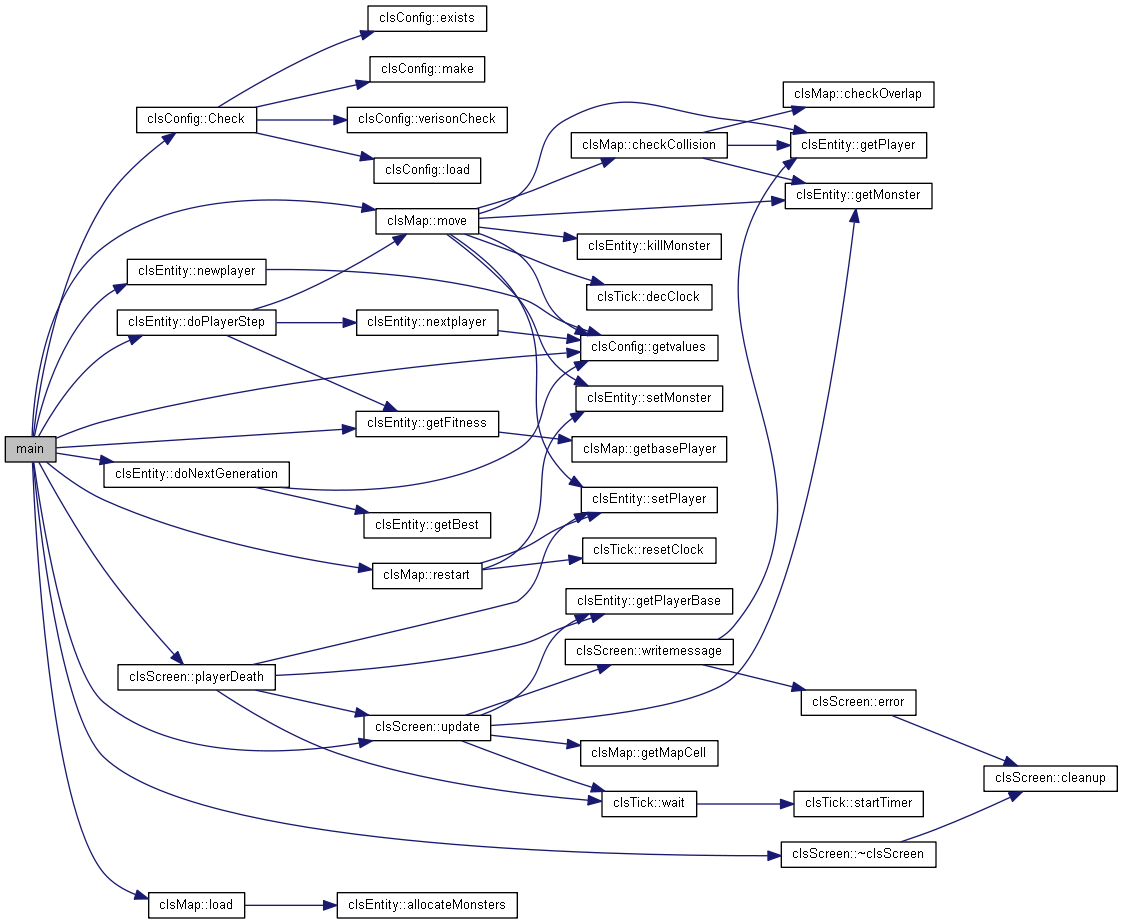 clsConfig::exists
clsConfig::make
clsMap::checkOverlap
clsConfig::Check
clsConfig::verisonCheck
clsMap::checkCollision
clsEntity::getPlayer
clsConfig::load
clsEntity::getMonster
clsMap::move
clsEntity::killMonster
clsEntity::newplayer
clsTick::decClock
clsEntity::doPlayerStep
clsEntity::nextplayer
clsConfig::getvalues
clsEntity::setMonster
clsEntity::getFitness
main
clsMap::getbasePlayer
clsEntity::doNextGeneration
clsEntity::setPlayer
clsEntity::getBest
clsTick::resetClock
clsMap::restart
clsEntity::getPlayerBase
clsScreen::writemessage
clsScreen::playerDeath
clsScreen::error
clsScreen::update
clsMap::getMapCell
clsScreen::cleanup
clsTick::wait
clsTick::startTimer
clsScreen::~clsScreen
clsMap::load
clsEntity::allocateMonsters